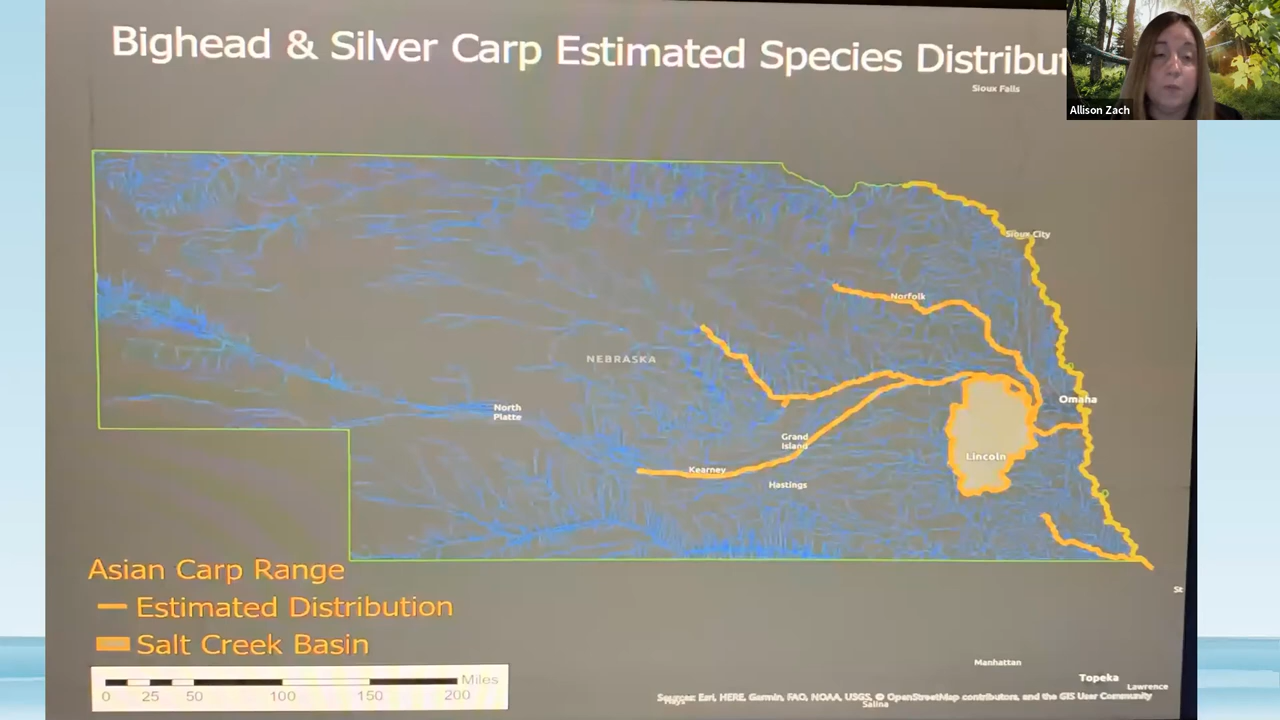 Bighead & Silver Carp Estimated Species Distribut
Allison Zach
Sioux Falls
Sioux City
Norfolk
NEBRASKA
Omaha
North
Platte
Grand
Island
Lincoln
Kearney
Hastings
Asian Carp Range
Estimated Distribution
Salt Creek Basin
St
Manhattan
Miles
0 25 50 100 150 200
Topeka
Lawrence
Sources: Esri, HERE, Garmin, FAO, NOAA, USGS, © OpenStreetMap contributors, and the GIS User Community
Hays
Salina